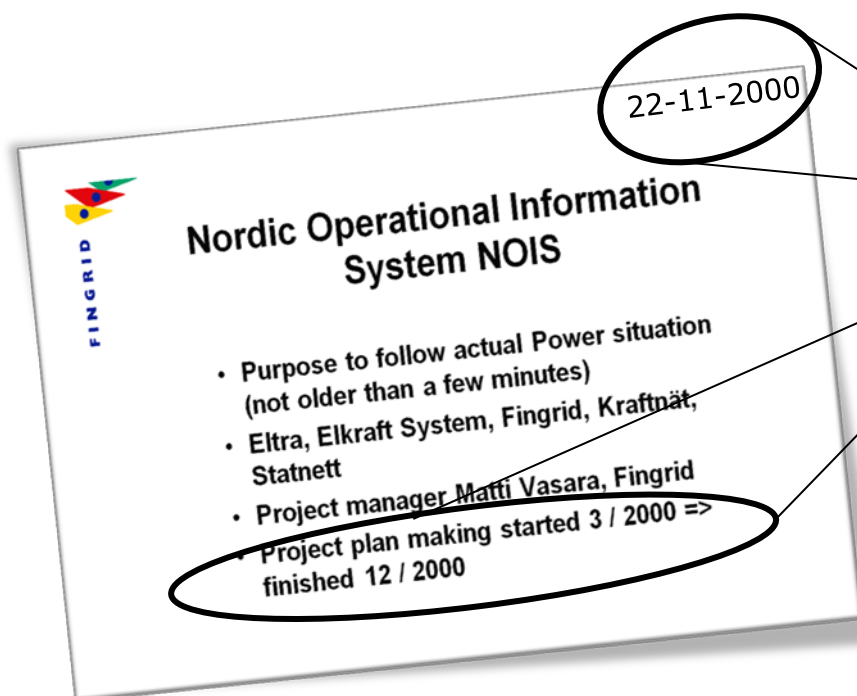 22-11-2000
FINGRID
Nordic Operational Information
System NOIS
• Purpose to follow actual Power situation
(not older than a few minutes)
• Eltra, Elkraft System, Fingrid, Kraftnät,
Statnett
• Project manager Matti Vasara, Fingrid
• Project plan making started 3 / 2000 =>
finished 12 / 2000